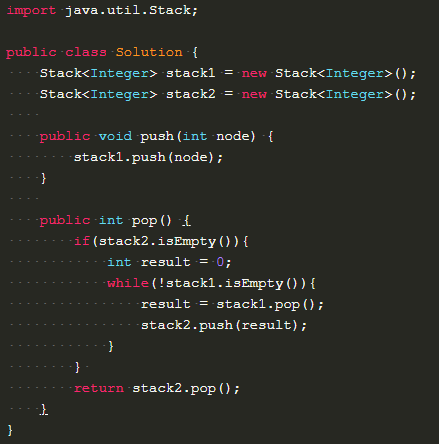 import java.util.Stack;
public class Solution {
    Stack<Integer> stack1 = new Stack<Integer>();
    Stack<Integer> stack2 = new Stack<Integer>();
    public void push(int node) {
        stack1.push(node);
    }
    public int pop() {
        if(stack2.isEmpty()){
            int result = 0;
            while(!stack1.isEmpty()){
                result = stack1.pop();
                stack2.push(result);
            }
        }
        return stack2.pop();
    }
}